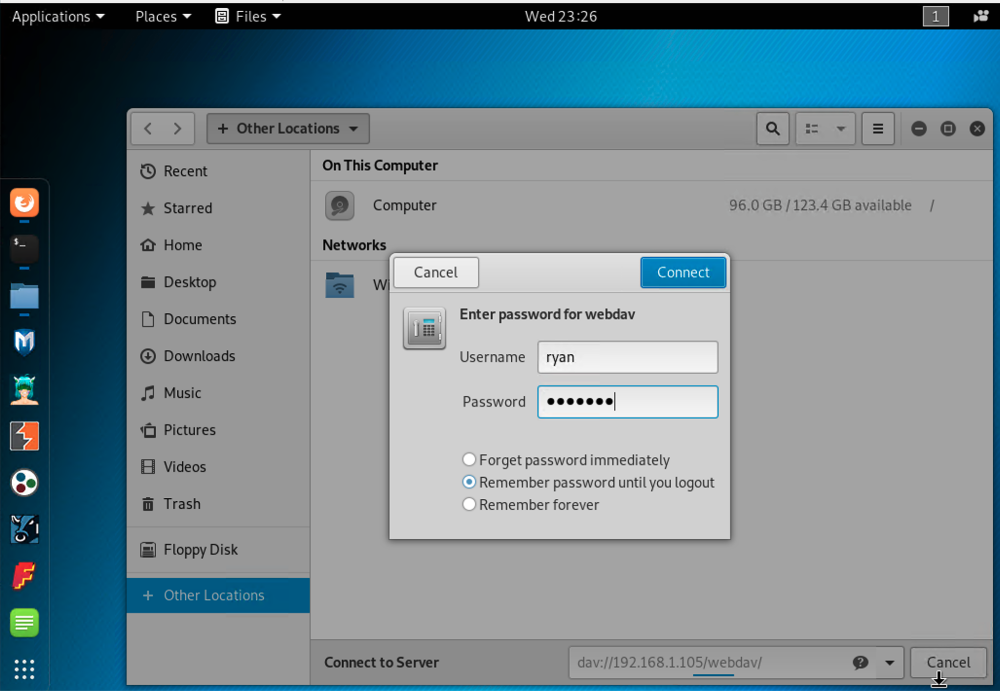 Applications Places Files Wed 23:26 1
Other Locations
Recent
Starred
Home
Desktop
Documents
Downloads
Music
Pictures
Videos
Trash
Floppy Disk
+ Other Locations
On This Computer
Computer 96.0 GB / 123.4 GB available /
Networks
Wi
Cancel Connect
Enter password for webdav
Username ryan
Password •••••••
Forget password immediately
Remember password until you logout
Remember forever
Connect to Server dav://192.168.1.105/webdav/ ? Cancel
$_